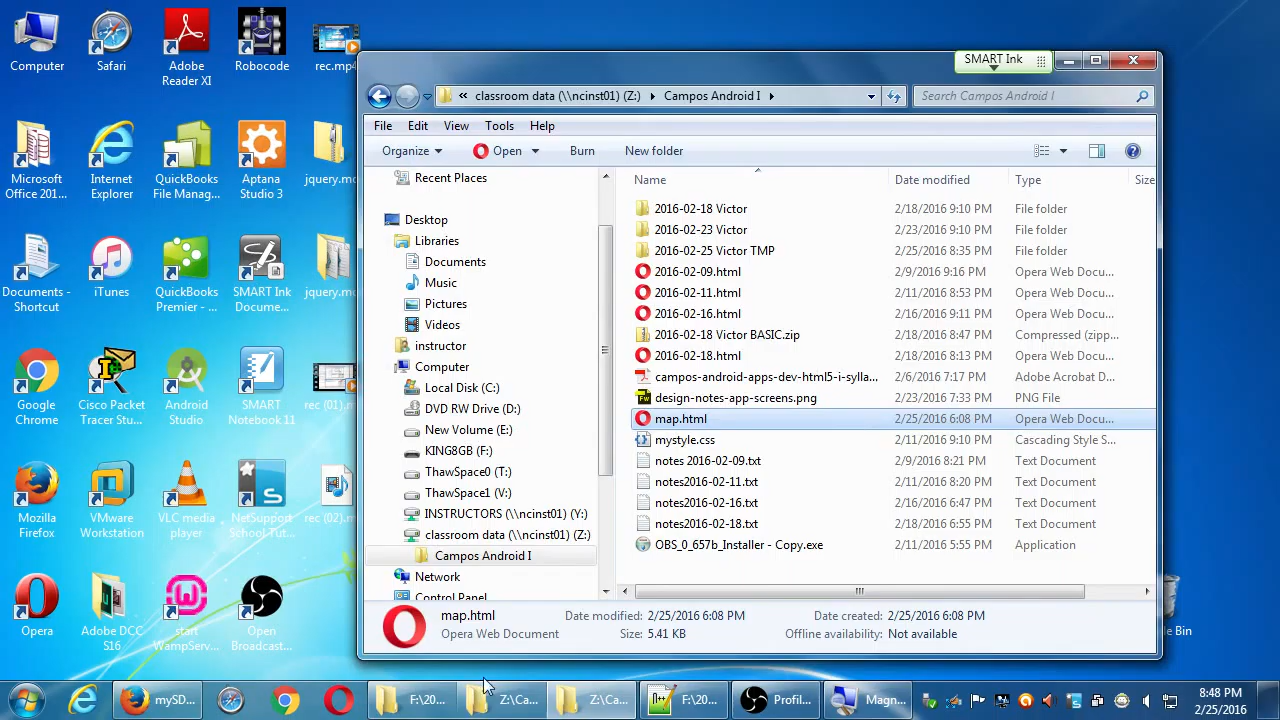 Computer
Safari
Adobe
Reader XI
Robocode
rec.mp4
Microsoft
Office 201...
Internet
Explorer
QuickBooks
File Manag...
Aptana
Studio 3
jquery.mo
Documents -
Shortcut
iTunes
QuickBooks
Premier - ...
SMART Ink
Docume...
jquery.mo
Google
Chrome
Cisco Packet
Tracer Stu...
Android
Studio
SMART
Notebook 11
rec (01).m
Mozilla
Firefox
VMware
Workstation
VLC media
player
NetSupport
School Tut...
rec (02).m
Opera
Adobe DCC
S16
start
WampServ...
Open
Broadcast...
SMART Ink
« classroom data (\\ncinst01) (Z:) Campos Android I
Search Campos Android I
File Edit View Tools Help
Organize Open Burn New folder
Recent Places
Desktop
Libraries
Documents
Music
Pictures
Videos
instructor
Computer
Local Disk (C:)
DVD RW Drive (D:)
New Volume (E:)
KING8GB (F:)
ThawSpace0 (T:)
ThawSpace1 (V:)
INSTRUCTORS (\\ncinst01) (Y:)
classroom data (\\ncinst01) (Z:)
Campos Android I
Network
Control Panel
Name Date modified Type Size
2016-02-18 Victor 2/18/2016 9:10 PM File folder
2016-02-23 Victor 2/23/2016 9:10 PM File folder
2016-02-25 Victor TMP 2/25/2016 8:35 PM File folder
2016-02-09.html 2/9/2016 9:16 PM Opera Web Docu...
2016-02-11.html 2/11/2016 8:53 PM Opera Web Docu...
2016-02-16.html 2/16/2016 9:11 PM Opera Web Docu...
2016-02-18 Victor BASIC.zip 2/18/2016 8:47 PM Compressed (zipp...
2016-02-18.html 2/18/2016 8:13 PM Opera Web Docu...
campos-android-apps-dev-html5-i-sylla... 2/6/2016 7:17 PM Adobe Acrobat D...
design-notes-app-screens.png 2/23/2016 7:33 PM PNG File
map.html 2/25/2016 6:08 PM Opera Web Docu...
mystyle.css 2/11/2016 9:10 PM Cascading Style S...
notes 2016-02-09.txt 2/9/2016 8:21 PM Text Document
notes2016-02-11.txt 2/11/2016 8:20 PM Text Document
notes2016-02-16.txt 2/16/2016 6:47 PM Text Document
notes2016-02-18.txt 2/18/2016 6:55 PM Text Document
OBS_0_657b_Installer - Copy.exe 2/11/2016 5:55 PM Application
map.html Date modified: 2/25/2016 6:08 PM Date created: 2/25/2016 6:08 PM
Opera Web Document Size: 5.41 KB Offline availability: Not available
Bin
mySD... F:\20... Z:\Ca... Z:\Ca... F:\20... Profil... Magn...
8:48 PM
2/25/2016